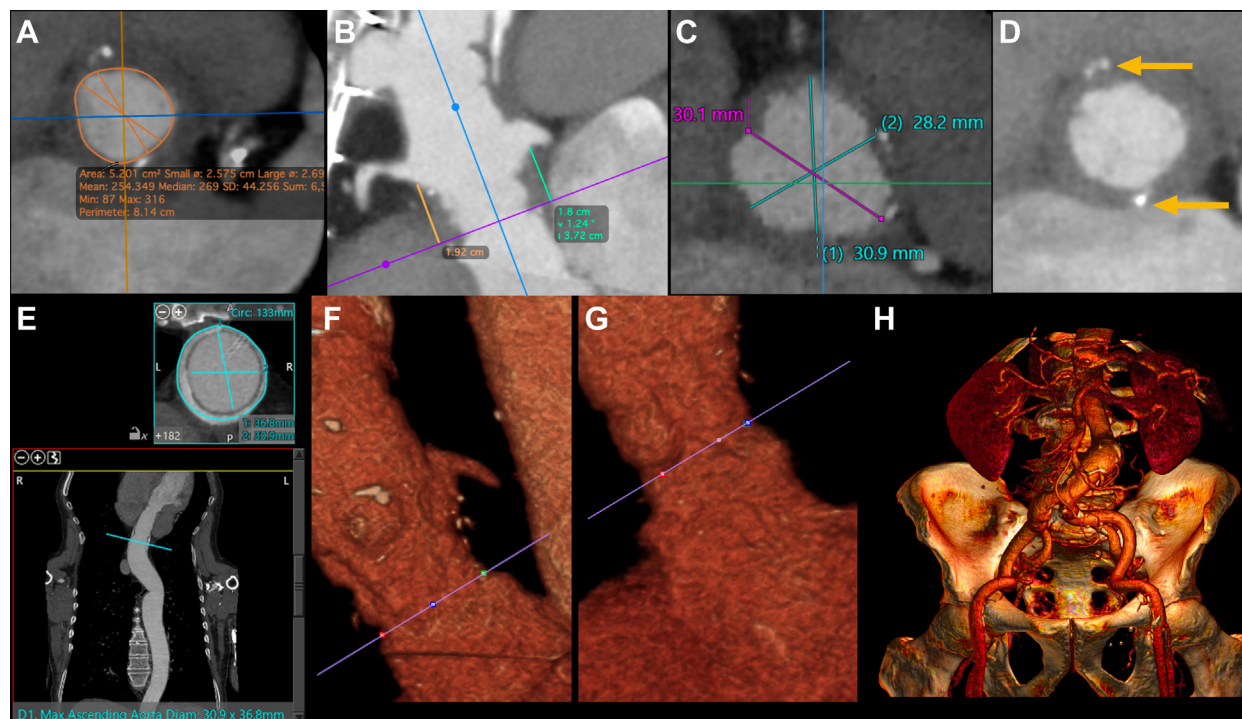 A
Area: 5.201 cm² Small ø: 2.575 cm Large ø: 2.69
Mean: 254.349 Median: 269 SD: 44.256 Sum: 6,5
Min: 87 Max: 316
Perimeter: 8.14 cm
B
1.92 cm
1.8 cm
1.24 °
3.72 cm
C
30.1 mm
(2) 28.2 mm
(1) 30.9 mm
D
E
A
Circ: 133mm
L
R
1: 36.8mm
2: 30.9mm
+182
P
R
L
D1. Max Ascending Aorta Diam: 30.9 x 36.8mm
F
G
H